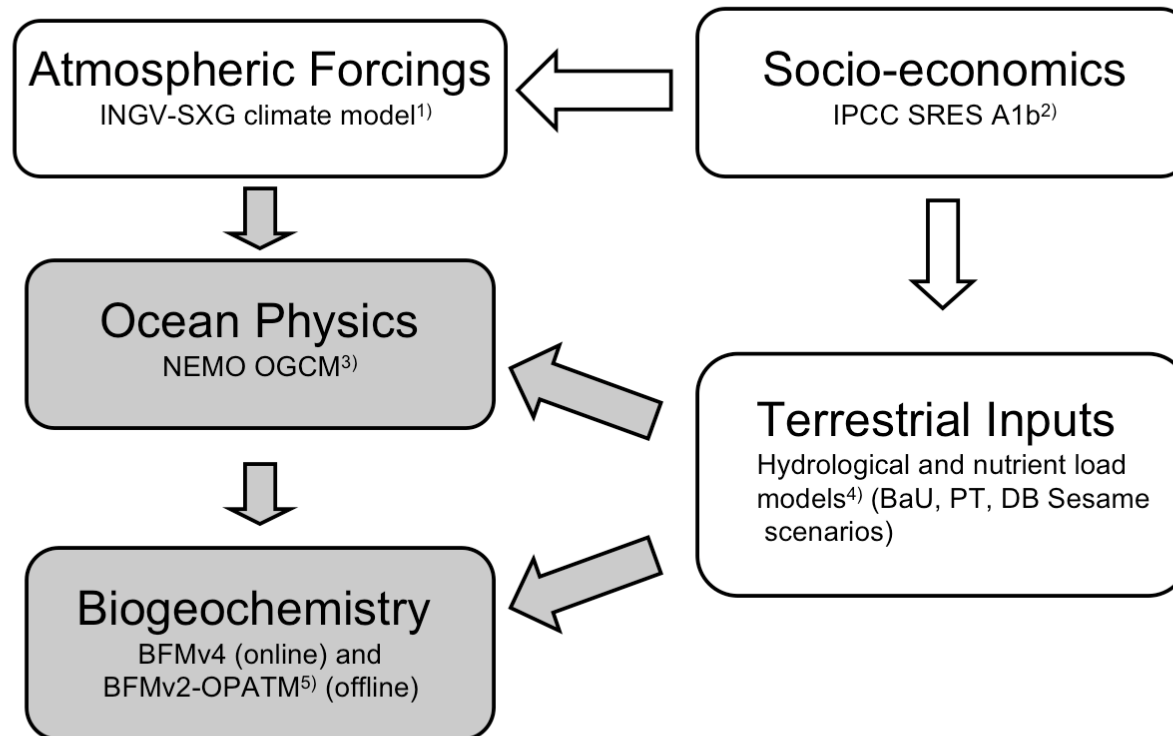 Atmospheric Forcings
INGV-SXG climate model1)
Socio-economics
IPCC SRES A1b2)
Ocean Physics
NEMO OGCM3)
Terrestrial Inputs
Hydrological and nutrient load
models4) (BaU, PT, DB Sesame
scenarios)
Biogeochemistry
BFMv4 (online) and
BFMv2-OPATM5) (offline)